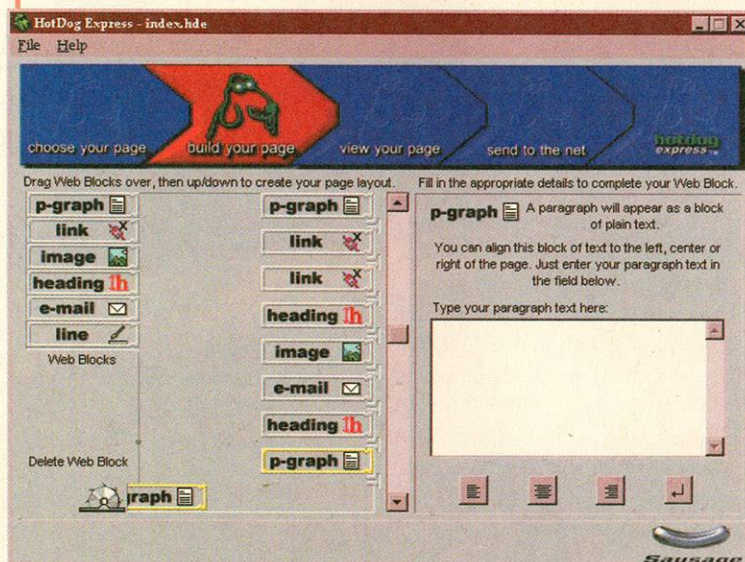 HotDog Express - index.hde
File Help
choose your page
build your page
view your page
send to the net
hotdog
express™
Drag Web Blocks over, then up/down to create your page layout.
p-graph
link
image
heading
e-mail
line
Web Blocks
Delete Web Block
graph
p-graph
link
link
heading
image
e-mail
heading
p-graph
Fill in the appropriate details to complete your Web Block.
p-graph A paragraph will appear as a block
of plain text.
You can align this block of text to the left, center or
right of the page. Just enter your paragraph text in
the field below.
Type your paragraph text here:
Sausage